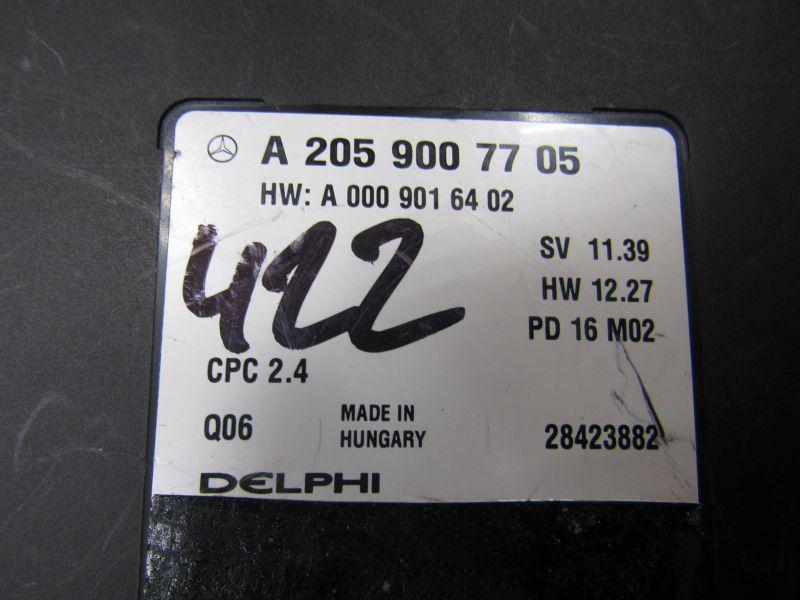 A 205 900 77 05
HW: A 000 901 64 02
422
SV 11.39
HW 12.27
PD 16 M02
CPC 2.4
Q06
MADE IN
HUNGARY
28423882
DELPHI